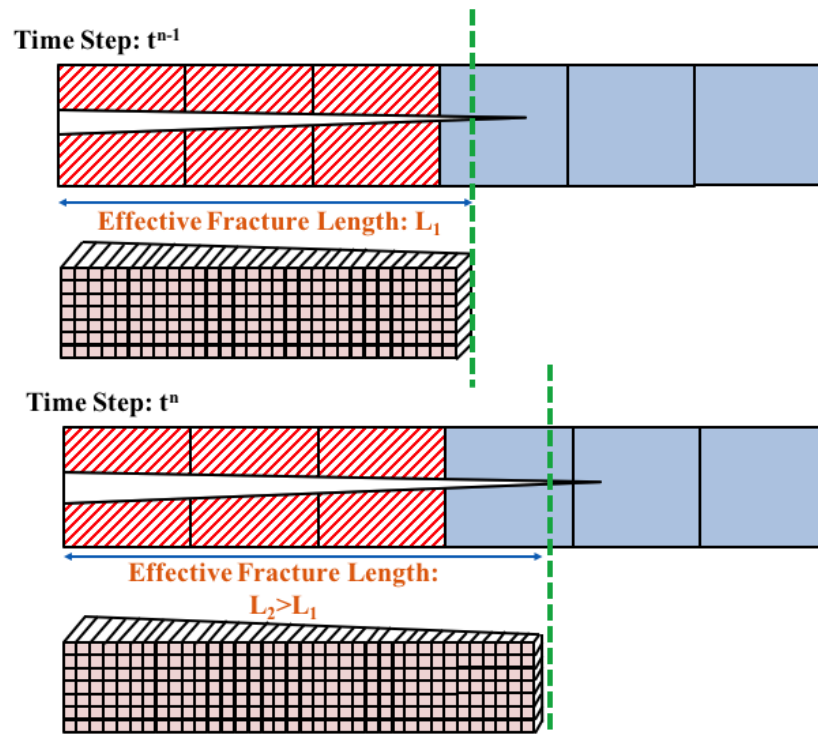 Time Step: tⁿ⁻¹
Effective Fracture Length: L₁
Time Step: tⁿ
Effective Fracture Length:
L₂>L₁